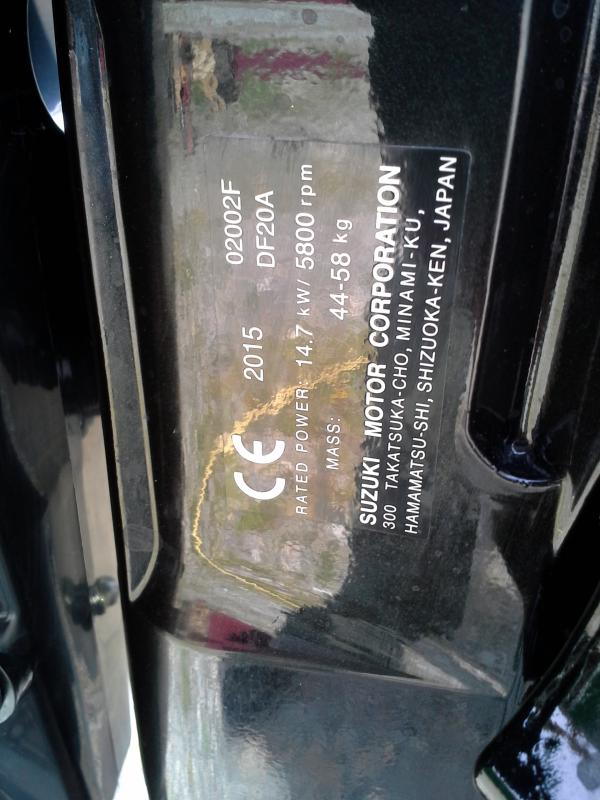 CE 2015 02002F
DF20A
RATED POWER: 14.7 kW/ 5800 rpm
MASS: 44-58 kg
SUZUKI MOTOR CORPORATION
300 TAKATSUKA-CHO, MINAMI-KU,
HAMAMATSU-SHI, SHIZUOKA-KEN, JAPAN